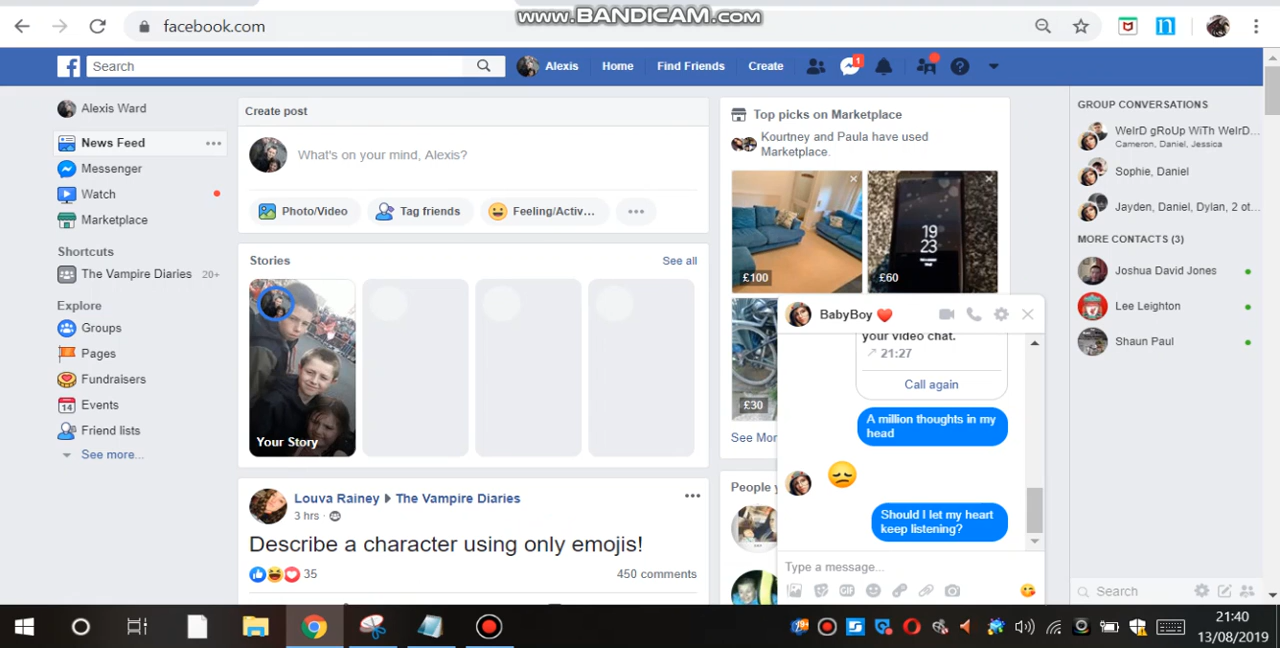 www.BANDICAM.com
facebook.com
Search
Alexis
Home
Find Friends
Create
1
Alexis Ward
News Feed
Messenger
Watch
Marketplace
Shortcuts
The Vampire Diaries 20+
Explore
Groups
Pages
Fundraisers
14 Events
Friend lists
See more...
Create post
What's on your mind, Alexis?
Photo/Video
Tag friends
Feeling/Activ...
Stories
See all
Your Story
Louva Rainey The Vampire Diaries
3 hrs ·
Describe a character using only emojis!
35
450 comments
Top picks on Marketplace
Kourtney and Paula have used
Marketplace.
£100
19
23
£60
£30
See Mor
People y
BabyBoy ❤️
your video chat.
21:27
Call again
A million thoughts in my
head
😞
Should I let my heart
keep listening?
Type a message...
GIF
GROUP CONVERSATIONS
WeIrD gRoUp WiTh WeIrD...
Cameron, Daniel, Jessica
Sophie, Daniel
Jayden, Daniel, Dylan, 2 ot...
MORE CONTACTS (3)
Joshua David Jones
Lee Leighton
Shaun Paul
Search
21:40
13/08/2019